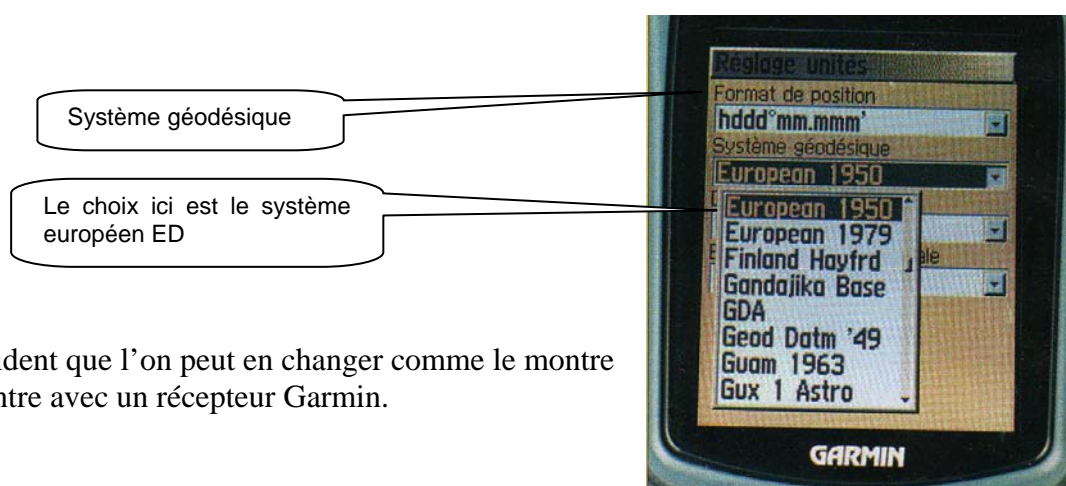 Système géodésique
Le choix ici est le système
européen ED
dent que l’on peut en changer comme le montre
ntre avec un récepteur Garmin.
Réglage unités
Format de position
hddd°mm.mmm'
Système géodésique
European 1950
European 1950
European 1979
Finland Hayfrd
ale
Gandajika Base
GDA
Geod Datm '49
Guam 1963
Gux 1 Astro
GARMIN